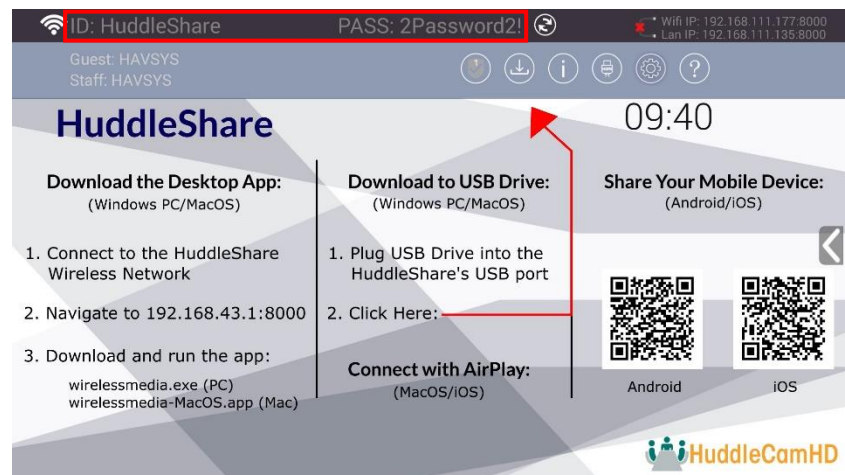 ID: HuddleShare PASS: 2Password2!
Wifi IP: 192.168.111.177:8000
Lan IP: 192.168.111.135:8000
Guest: HAVSYS
Staff: HAVSYS
HuddleShare
09:40
Download the Desktop App:
(Windows PC/MacOS)
1. Connect to the HuddleShare
Wireless Network
2. Navigate to 192.168.43.1:8000
3. Download and run the app:
wirelessmedia.exe (PC)
wirelessmedia-MacOS.app (Mac)
Download to USB Drive:
(Windows PC/MacOS)
1. Plug USB Drive into the
HuddleShare's USB port
2. Click Here:
Connect with AirPlay:
(MacOS/iOS)
Share Your Mobile Device:
(Android/iOS)
Android
iOS
HuddleCamHD